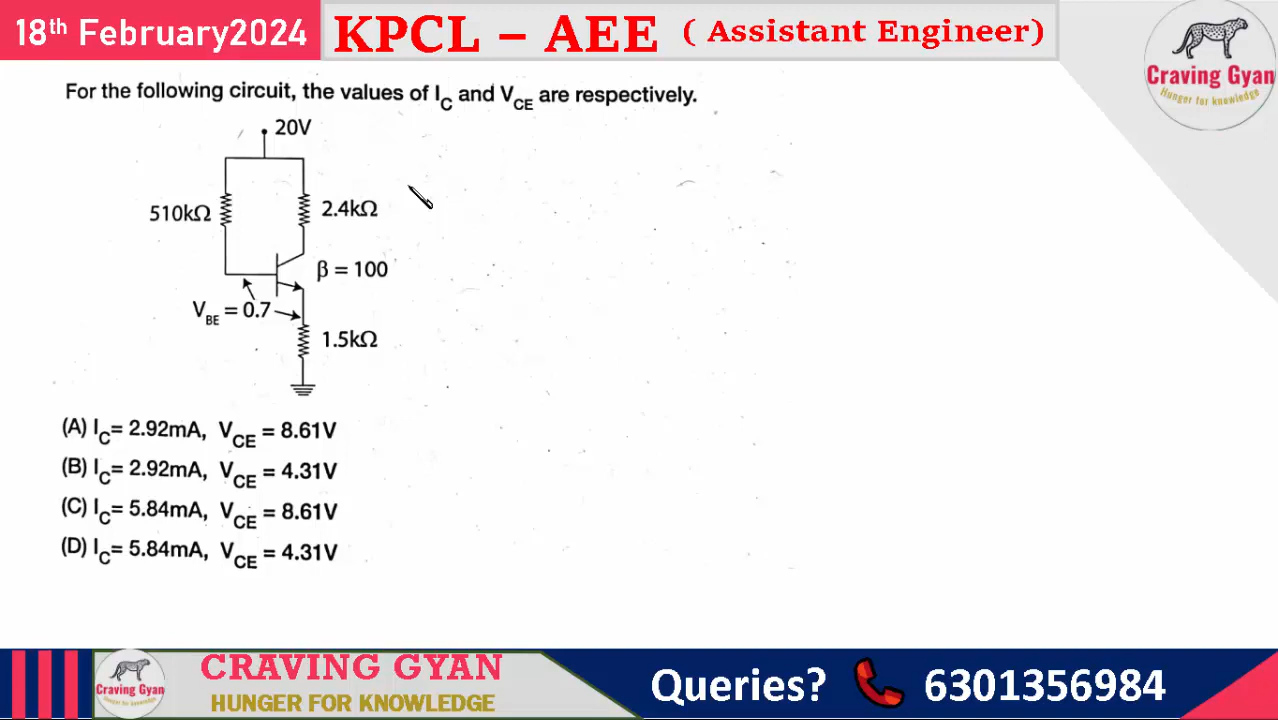 18th February2024
KPCL – AEE ( Assistant Engineer)
Craving Gyan
Hunger for knowledge
For the following circuit, the values of IC and VCE are respectively.
20V
510kΩ
2.4kΩ
β = 100
VBE = 0.7
1.5kΩ
(A) IC= 2.92mA, VCE = 8.61V
(B) IC= 2.92mA, VCE = 4.31V
(C) IC= 5.84mA, VCE = 8.61V
(D) IC= 5.84mA, VCE = 4.31V
Craving Gyan
CRAVING GYAN
HUNGER FOR KNOWLEDGE
Queries? 6301356984